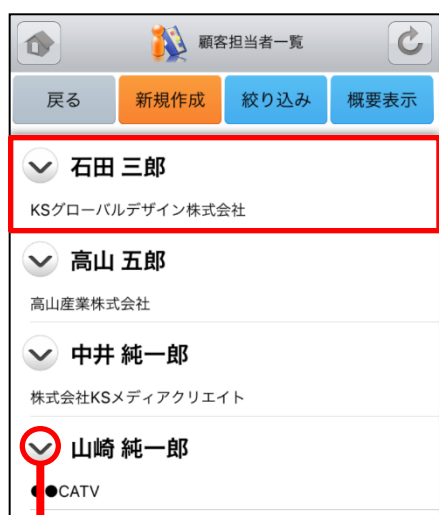 顧客担当者一覧
戻る 新規作成 絞り込み 概要表示
石田 三郎
KSグローバルデザイン株式会社
高山 五郎
高山産業株式会社
中井 純一郎
株式会社KSメディアクリエイト
山崎 純一郎
●●CATV